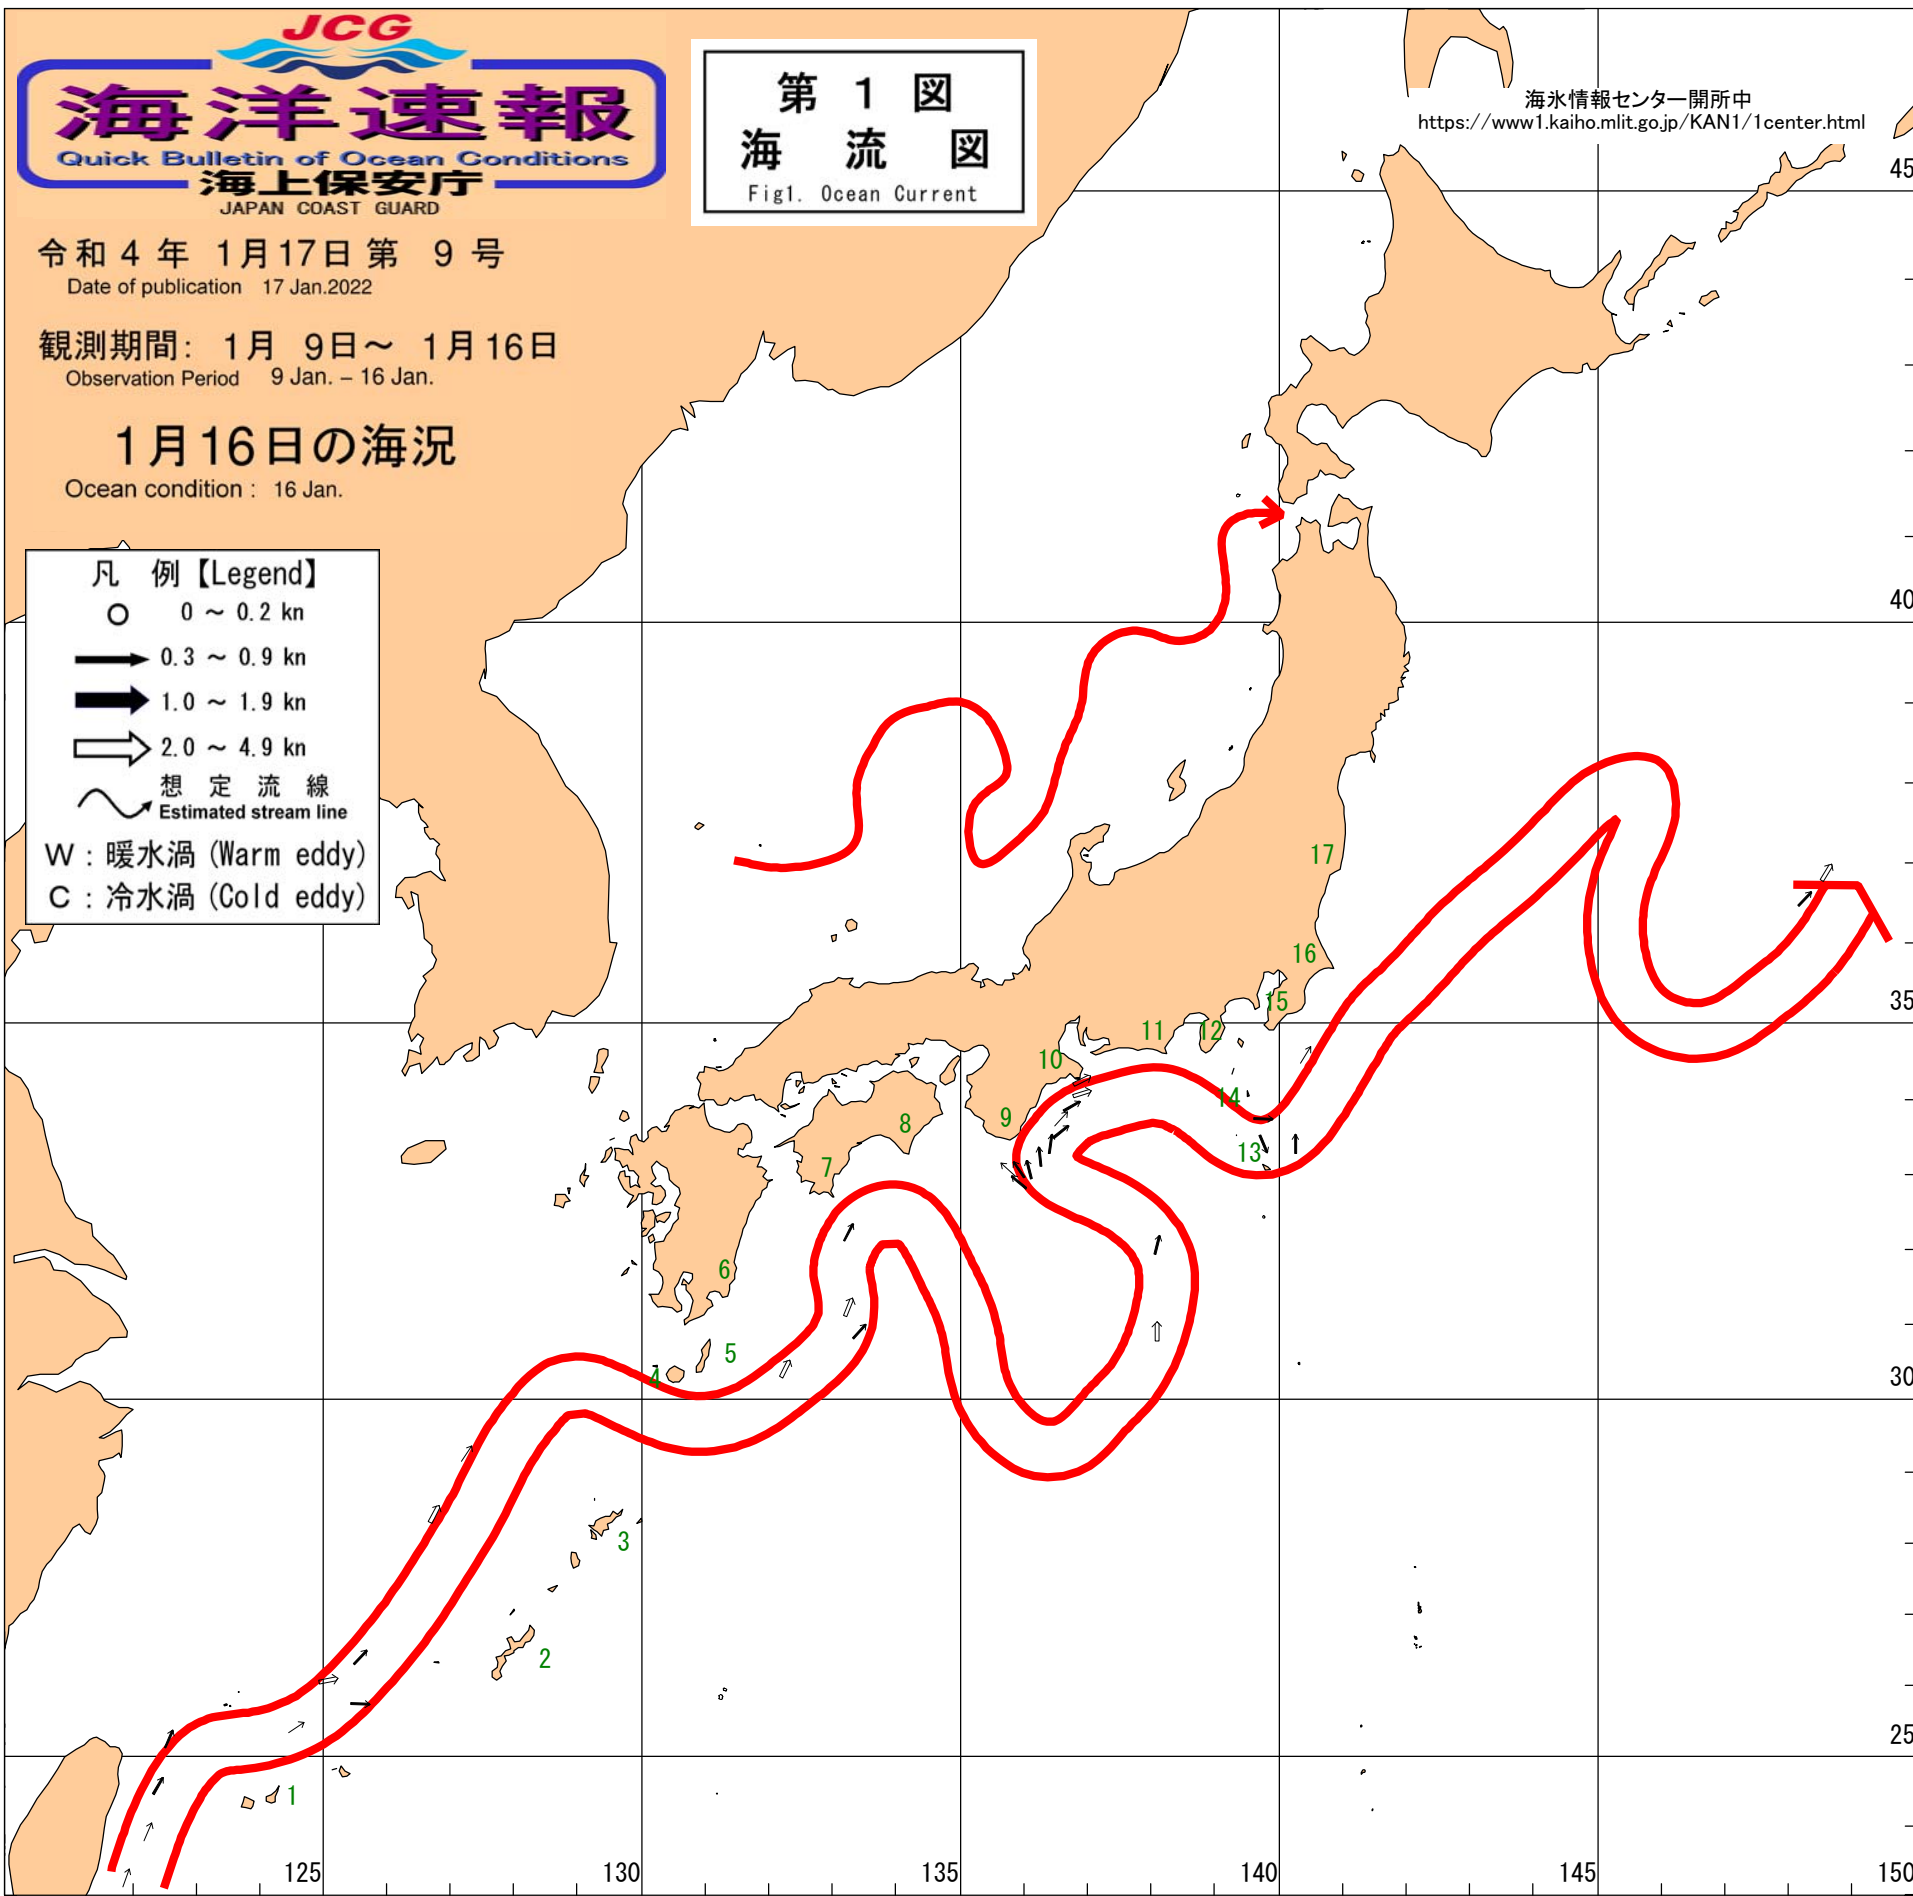 JCG
海洋速報
Quick Bulletin of Ocean Conditions
海上保安庁
JAPAN COAST GUARD
令和 4 年 1月17日 第 9 号
Date of publication 17 Jan.2022
観測期間: 1月 9日～ 1月16日
Observation Period 9 Jan. – 16 Jan.
1月16日の海況
Ocean condition : 16 Jan.
第 1 図
海 流 図
Fig1. Ocean Current
海氷情報センター開所中
https://www1.kaiho.mlit.go.jp/KAN1/1center.html
凡 例【Legend】
0 ～ 0.2 kn
0.3 ～ 0.9 kn
1.0 ～ 1.9 kn
2.0 ～ 4.9 kn
想 定 流 線
Estimated stream line
W : 暖水渦 (Warm eddy)
C : 冷水渦 (Cold eddy)
45
40
17
16
35
15
12
11
10
14
9
8
13
7
6
5
4
30
3
2
25
1
125
130
135
140
145
150